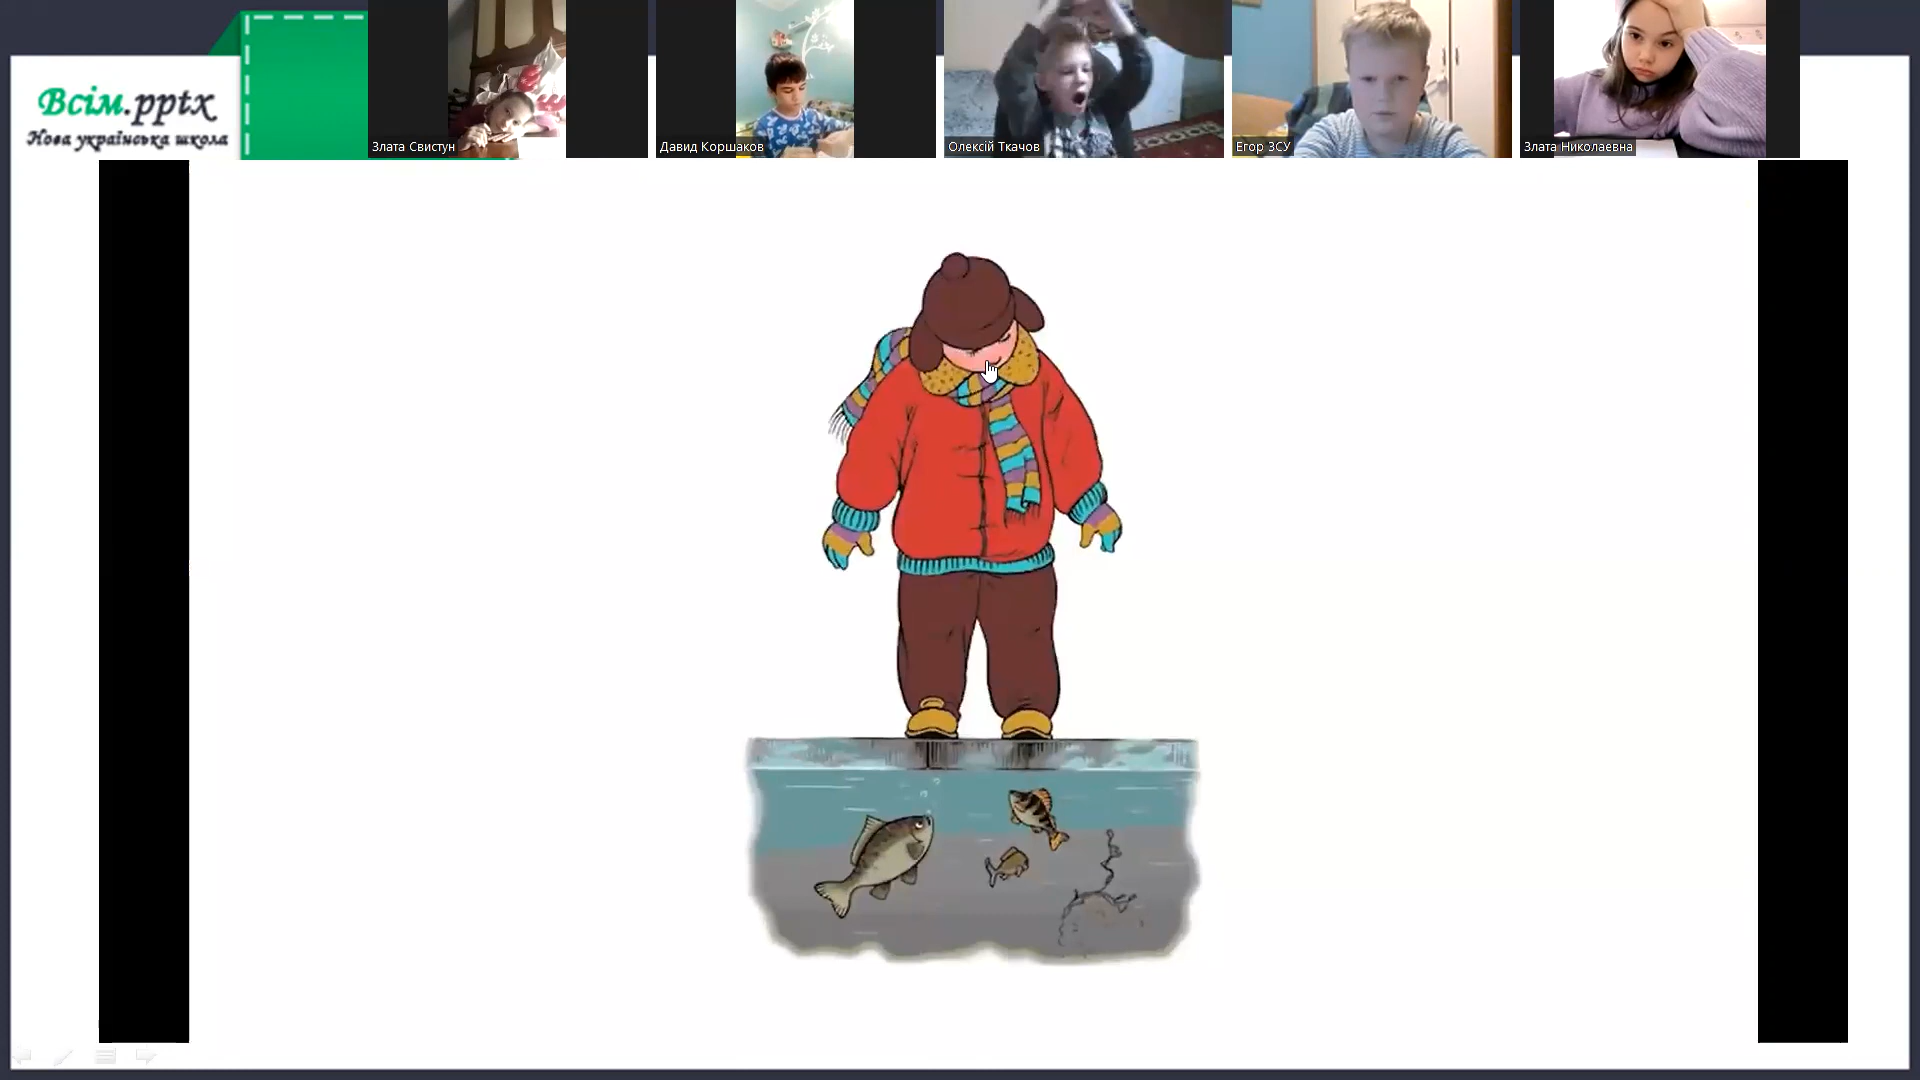 Всім.pptx
Нова українська школа
Злата Свистун
Давид Коршаков
Олексій Ткачов
Егор ЗСУ
Злата Николаевна